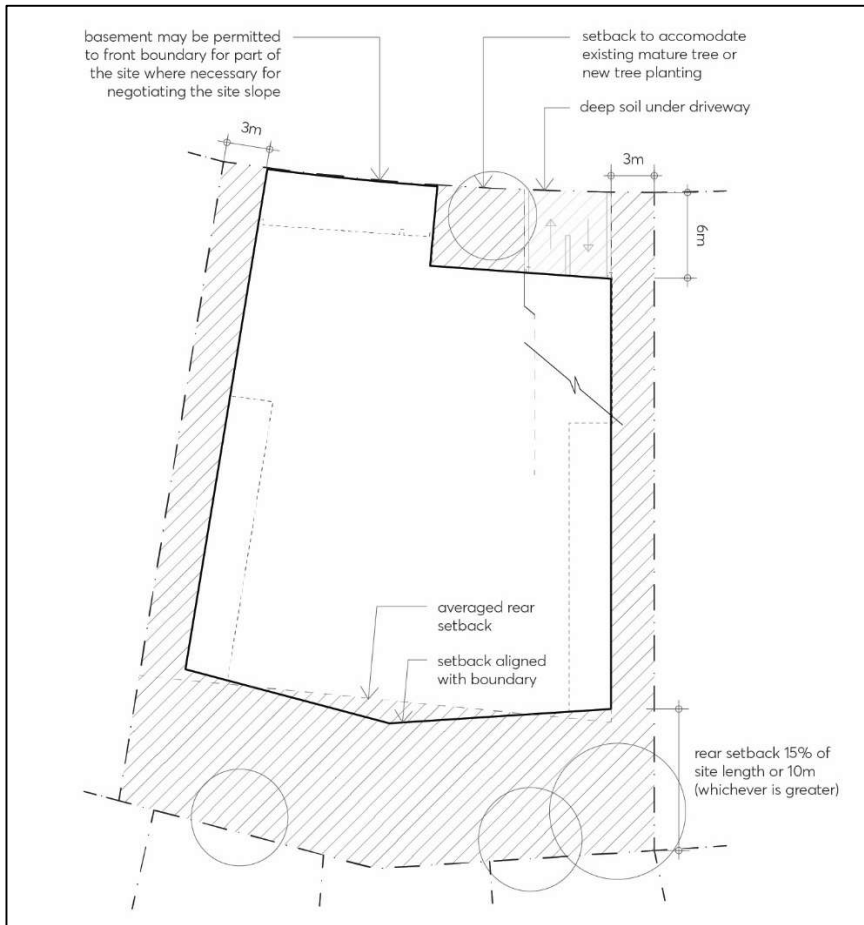 basement may be permitted
to front boundary for part of
the site where necessary for
negotiating the site slope
setback to accomodate
existing mature tree or
new tree planting
deep soil under driveway
3m
3m
6m
averaged rear
setback
setback aligned
with boundary
rear setback 15% of
site length or 10m
(whichever is greater)